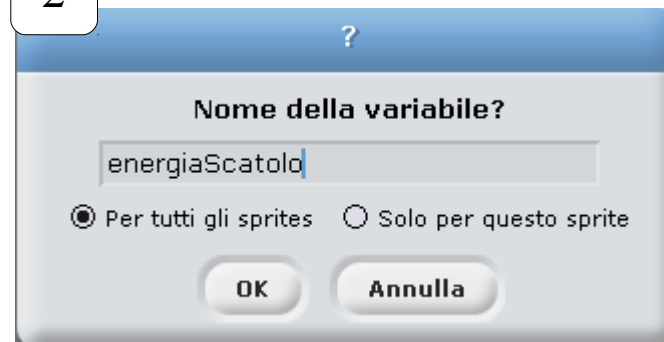 2
?
Nome della variabile?
energiaScatolo
Per tutti gli sprites Solo per questo sprite
OK Annulla